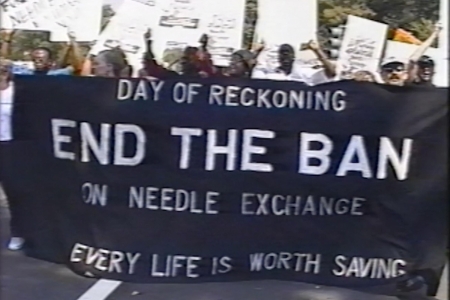 DAY OF RECKONING
END THE BAN
ON NEEDLE EXCHANGE
EVERY LIFE IS WORTH SAVING